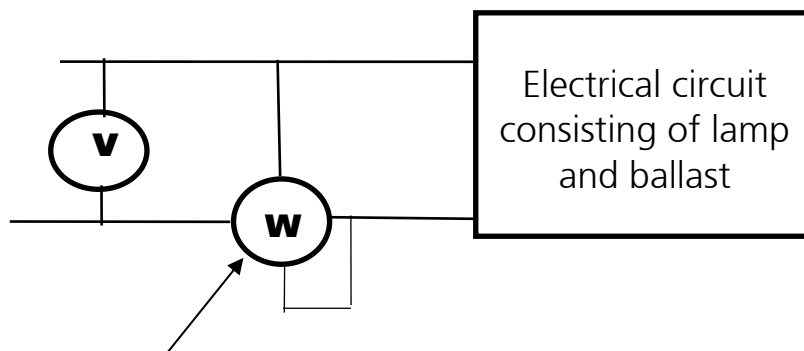 Electrical circuit
consisting of lamp
and ballast
V
W